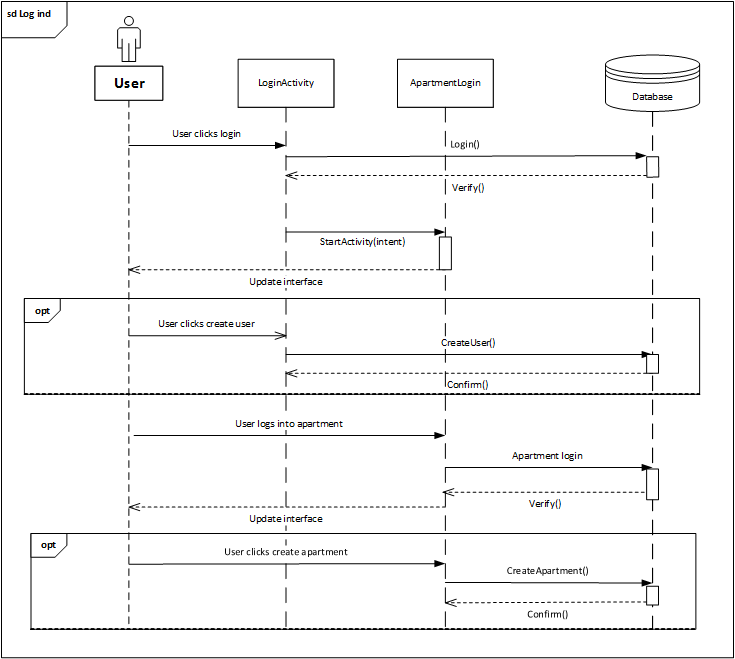 sd Log ind
User
LoginActivity
ApartmentLogin
Database
User clicks login
Login()
Verify()
StartActivity(intent)
Update interface
opt
User clicks create user
CreateUser()
Confirm()
User logs into apartment
Apartment login
Verify()
Update interface
opt
User clicks create apartment
CreateApartment()
Confirm()